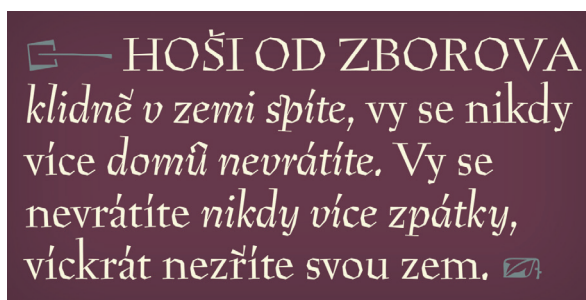 HOŠI OD ZBOROVA
klidně v zemi spíte, vy se nikdy
více domů nevrátíte. Vy se
nevrátíte nikdy více zpátky,
víckrát nezříte svou zem.